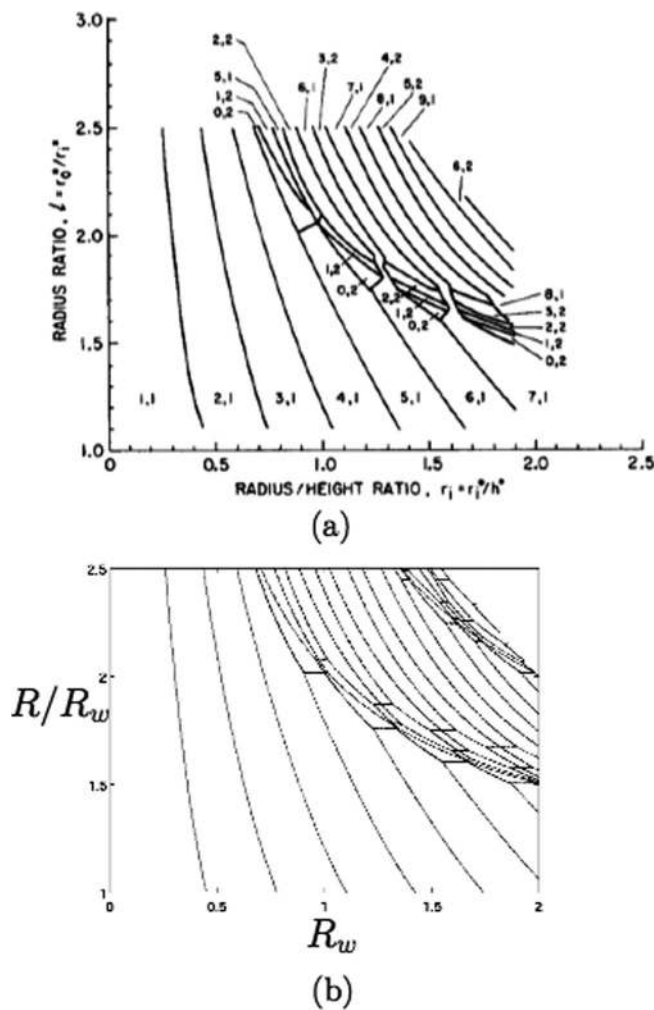 3.0
2,2 3,2 4,2
5,1 6,1 7,1 8,1 5,2
1,2 9,1
0,2
2.5
6,2
RADIUS RATIO, ℓ = r₀*/rᵢ*
2.0
1,2
0,2
2,2
1,2
0,2
8,1
3,2
2,2
1,2
0,2
1.5
1,1 2,1 3,1 4,1 5,1 6,1 7,1
1.0
0 0.5 1.0 1.5 2.0 2.5
RADIUS/HEIGHT RATIO, rᵢ = rᵢ*/h*
(a)
2.5
2
R/R_w
1.5
1
0 0.5 1 1.5 2
R_w
(b)